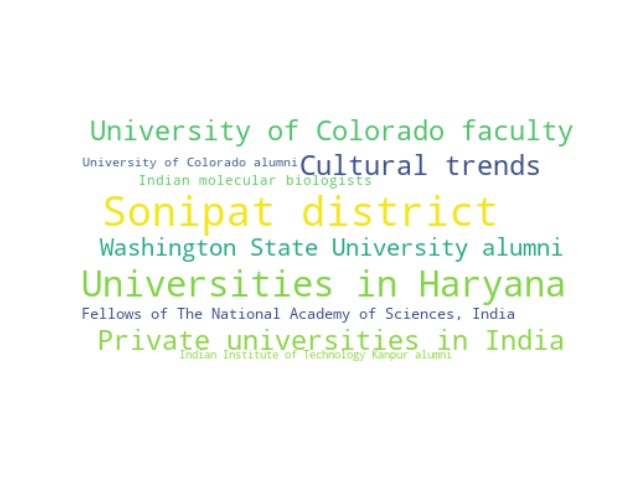 University of Colorado faculty
University of Colorado alumni Cultural trends
Indian molecular biologists
Sonipat district
Washington State University alumni
Universities in Haryana
Fellows of The National Academy of Sciences, India
Private universities in India
Indian Institute of Technology Kanpur alumni